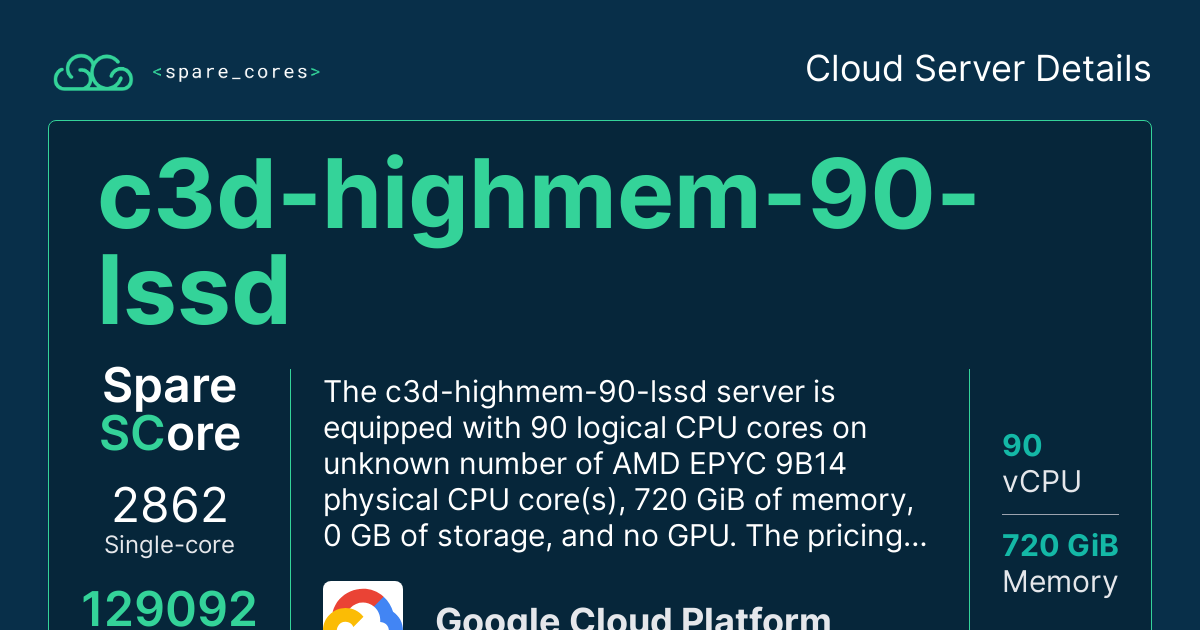 <spare_cores>
Cloud Server Details
c3d-highmem-90-
lssd
Spare
SCore
2862
Single-core
129092
The c3d-highmem-90-lssd server is
equipped with 90 logical CPU cores on
unknown number of AMD EPYC 9B14
physical CPU core(s), 720 GiB of memory,
0 GB of storage, and no GPU. The pricing...
Google Cloud Platform
90
vCPU
720 GiB
Memory